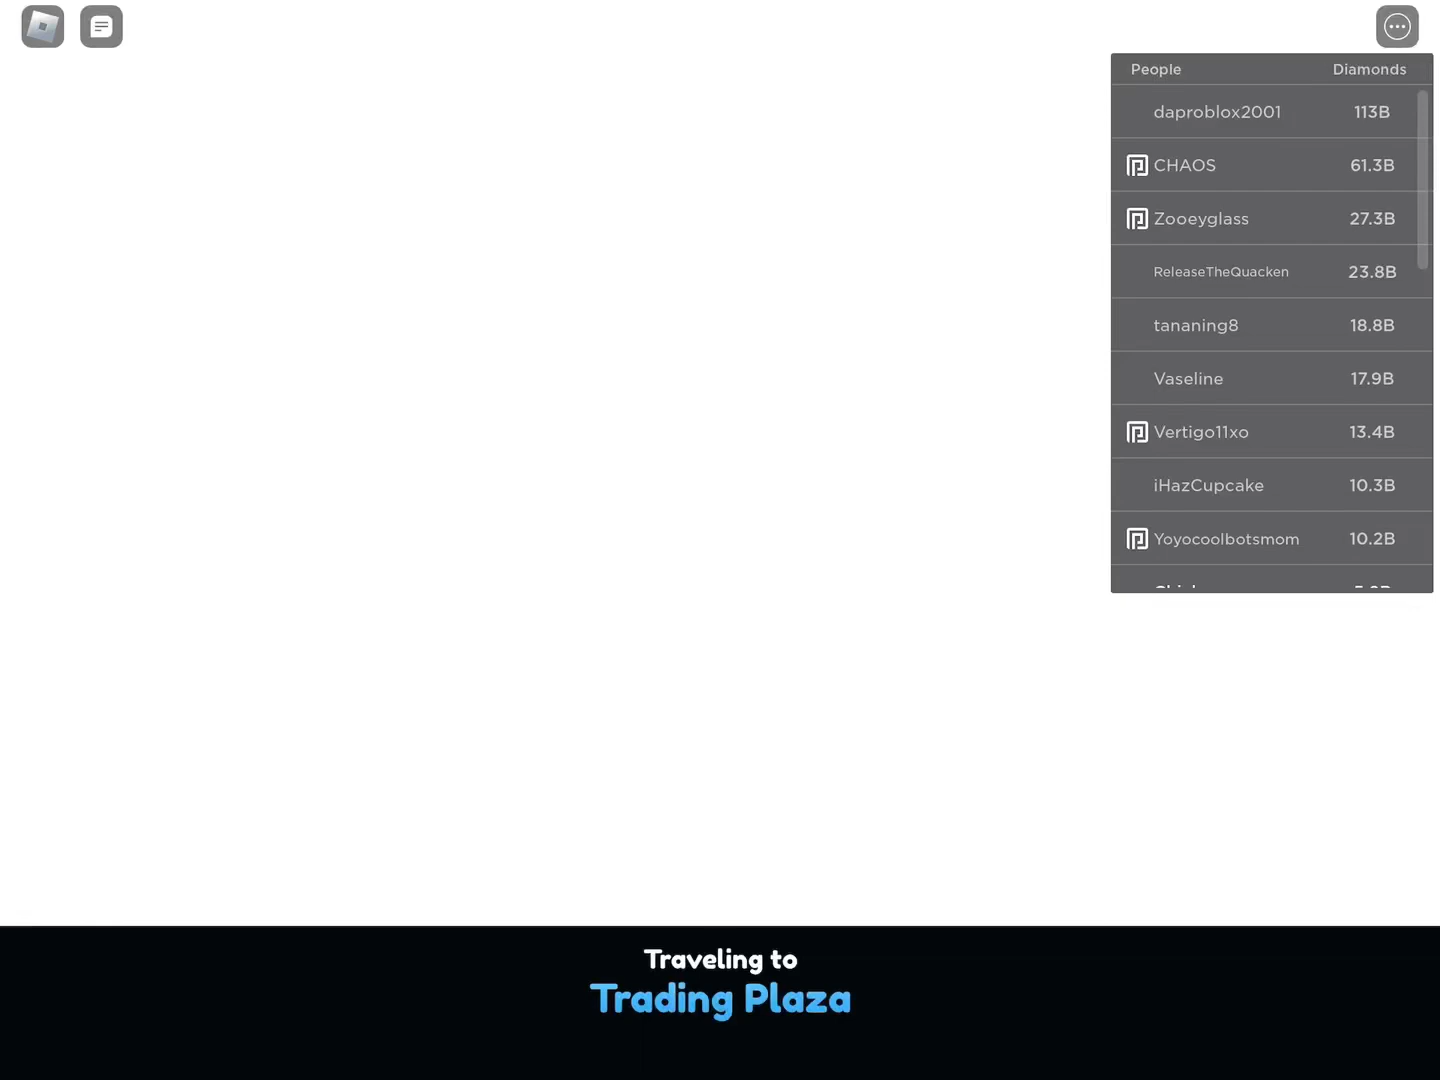 People Diamonds
daproblox2001 113B
CHAOS 61.3B
Zooeyglass 27.3B
ReleaseTheQuacken 23.8B
tananing8 18.8B
Vaseline 17.9B
Vertigo11xo 13.4B
iHazCupcake 10.3B
Yoyocoolbotsmom 10.2B
Traveling to
Trading Plaza